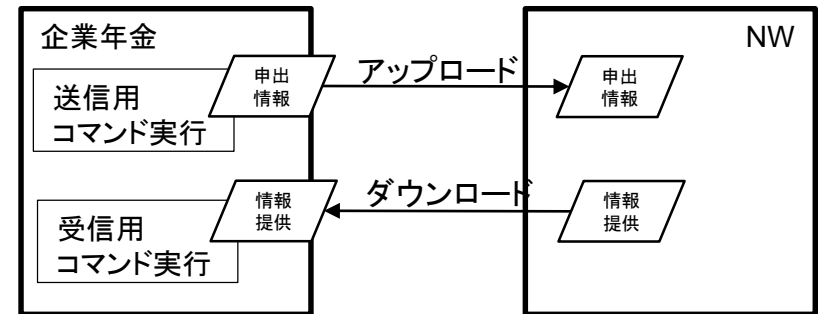 企業年金
NW
送信用
コマンド実行
申出
情報
アップロード
申出
情報
受信用
コマンド実行
情報
提供
ダウンロード
情報
提供